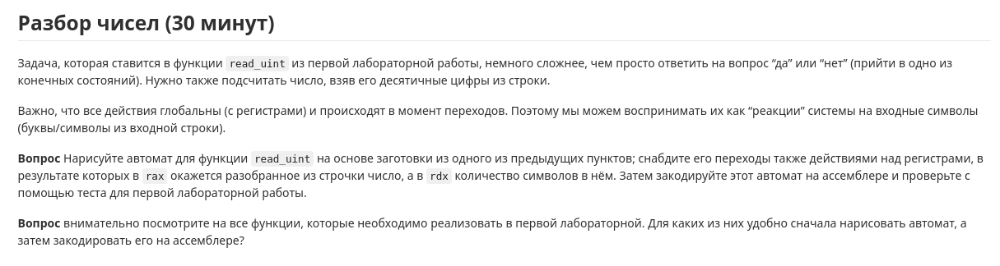 Разбор чисел (30 минут)
Задача, которая ставится в функции read_uint из первой лабораторной работы, немного сложнее, чем просто ответить на вопрос “да” или “нет” (прийти в одно из
конечных состояний). Нужно также подсчитать число, взяв его десятичные цифры из строки.
Важно, что все действия глобальны (с регистрами) и происходят в момент переходов. Поэтому мы можем воспринимать их как “реакции” системы на входные символы
(буквы/символы из входной строки).
Вопрос Нарисуйте автомат для функции read_uint на основе заготовки из одного из предыдущих пунктов; снабдите его переходы также действиями над регистрами, в
результате которых в rax окажется разобранное из строчки число, а в rdx количество символов в нём. Затем закодируйте этот автомат на ассемблере и проверьте с
помощью теста для первой лабораторной работы.
Вопрос внимательно посмотрите на все функции, которые необходимо реализовать в первой лабораторной. Для каких из них удобно сначала нарисовать автомат, а
затем закодировать его на ассемблере?